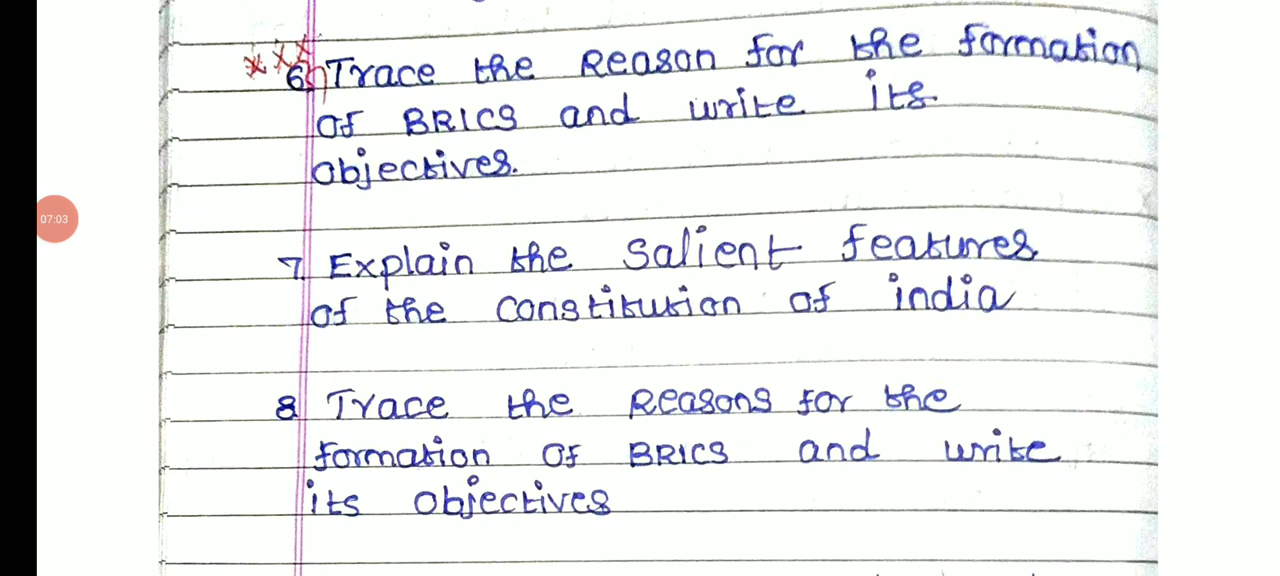 07:03
xxx
6) Trace the Reason for the formation
of BRICS and write its.
objectives.
7 Explain the salient features
of the constitution of india
8 Trace the Reasons for the
formation of BRICS and write
its objectives